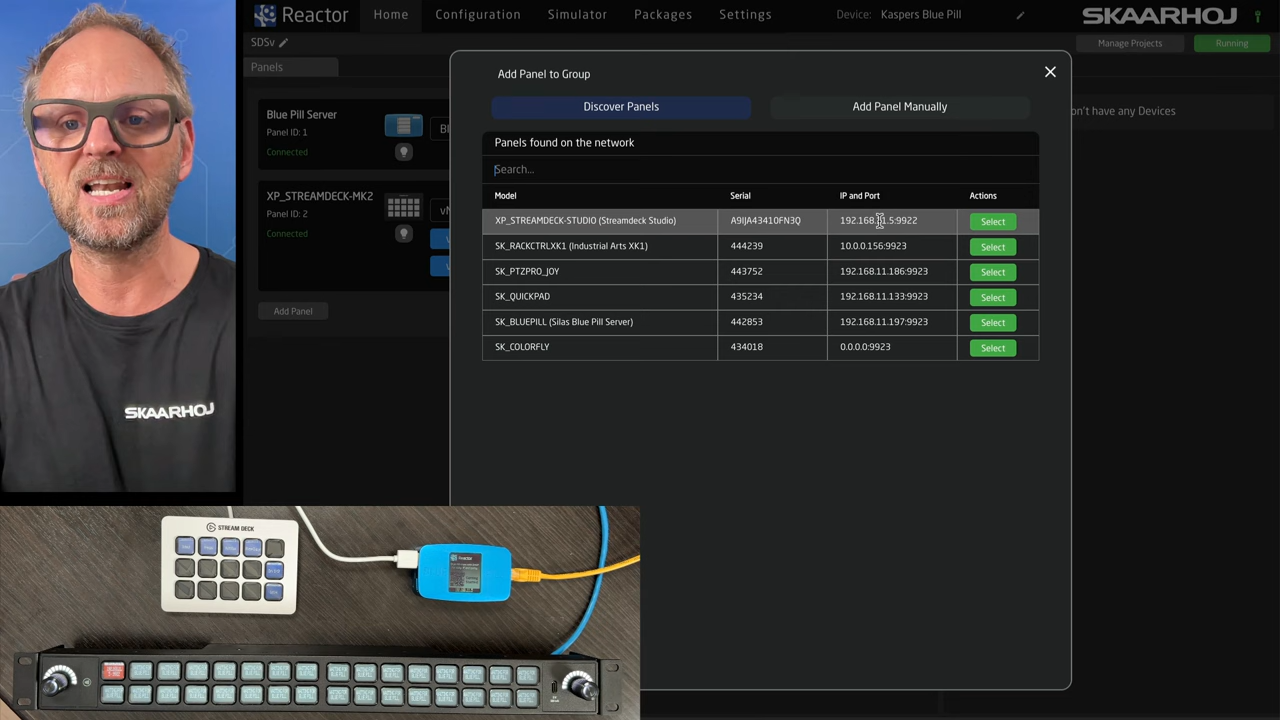 Reactor
Home
Configuration
Simulator
Packages
Settings
Device:
Kaspers Blue Pill
SKAARHOJ
SDSv
Manage Projects
Running
Panels
Blue Pill Server
Panel ID: 1
Connected
XP_STREAMDECK-MK2
Panel ID: 2
Connected
Add Panel
Add Panel to Group
Discover Panels
Add Panel Manually
Panels found on the network
Search...
Model Serial IP and Port Actions
XP_STREAMDECK-STUDIO (Streamdeck Studio) A9IJA43410FN3Q Select
SK_RACKCTRLXK1 (Industrial Arts XK1) 444239 10.0.0.156:9923 Select
SK_PTZPRO_JOY 443752 192.168.11.186:9923 Select
SK_QUICKPAD 435234 192.168.11.133:9923 Select
SK_BLUEPILL (Silas Blue Pill Server) 442853 192.168.11.197:9923 Select
SK_COLORFLY 434018 0.0.0.0:9923 Select
have any Devices
SKAARHOJ
STREAM DECK
Reactor